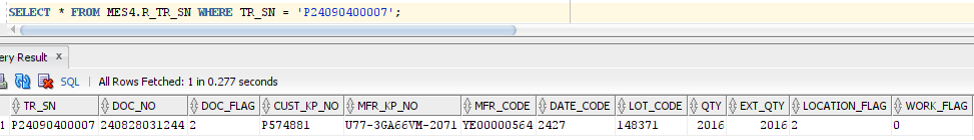 SELECT * FROM MES4.R_TR_SN WHERE TR_SN = 'P24090400007';
ery Result x
SQL | All Rows Fetched: 1 in 0.277 seconds
TR_SN DOC_NO DOC_FLAG CUST_KP_NO MFR_KP_NO MFR_CODE DATE_CODE LOT_CODE QTY EXT_QTY LOCATION_FLAG WORK_FLAG
1 P24090400007 240828031244 2 P574881 U77-3GA66VM-2071 YE00000564 2427 148371 2016 2016 2 0